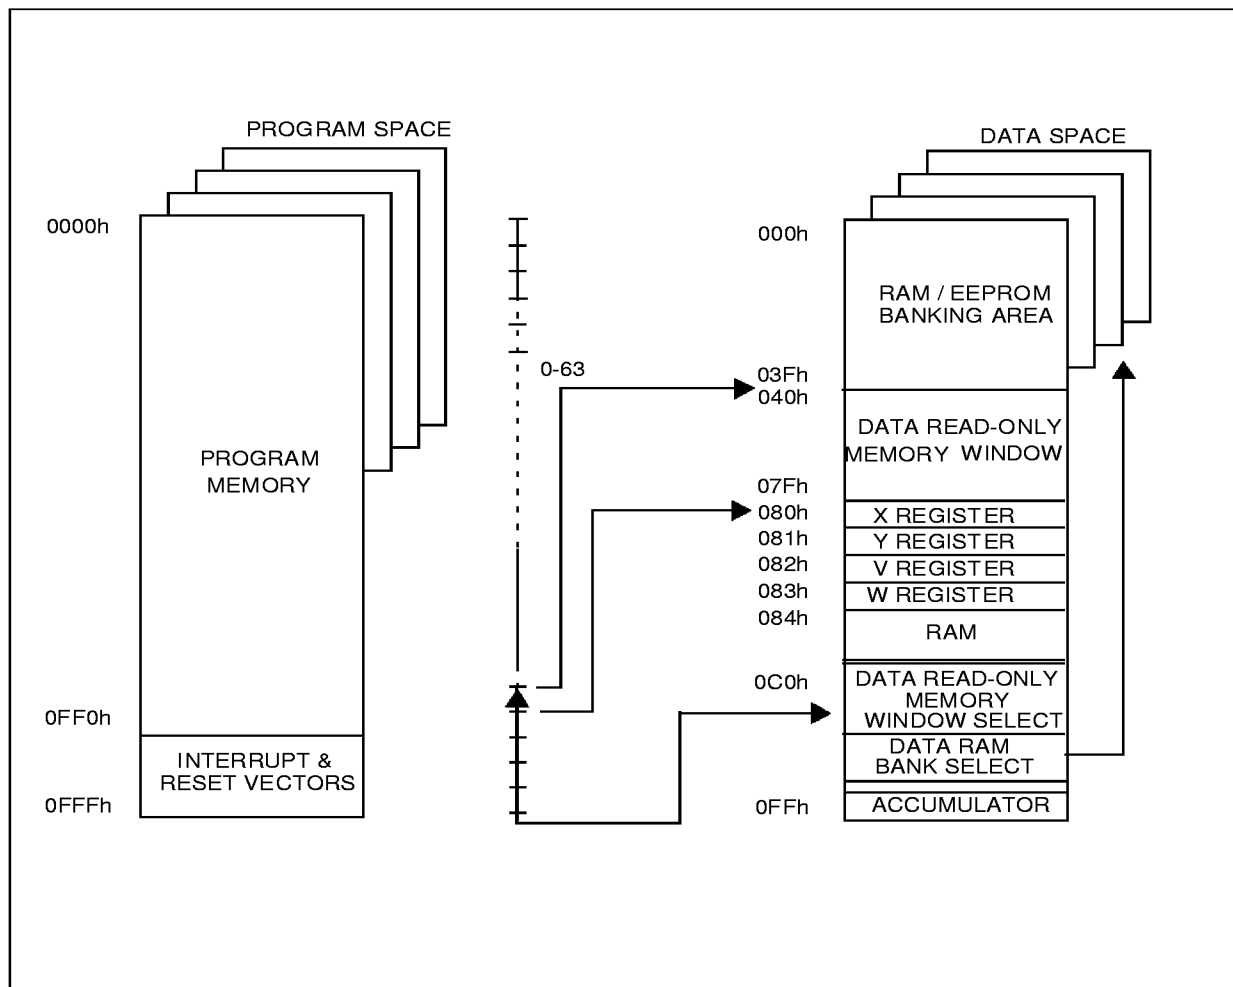 PROGRAM SPACE
0000h
PROGRAM
MEMORY
0FF0h
INTERRUPT &
RESET VECTORS
0FFFh
0-63
DATA SPACE
000h
RAM / EEPROM
BANKING AREA
03Fh
040h
DATA READ-ONLY
MEMORY WINDOW
07Fh
080h
X REGISTER
081h
Y REGISTER
082h
V REGISTER
083h
W REGISTER
084h
RAM
0C0h
DATA READ-ONLY
MEMORY
WINDOW SELECT
DATA RAM
BANK SELECT
0FFh
ACCUMULATOR